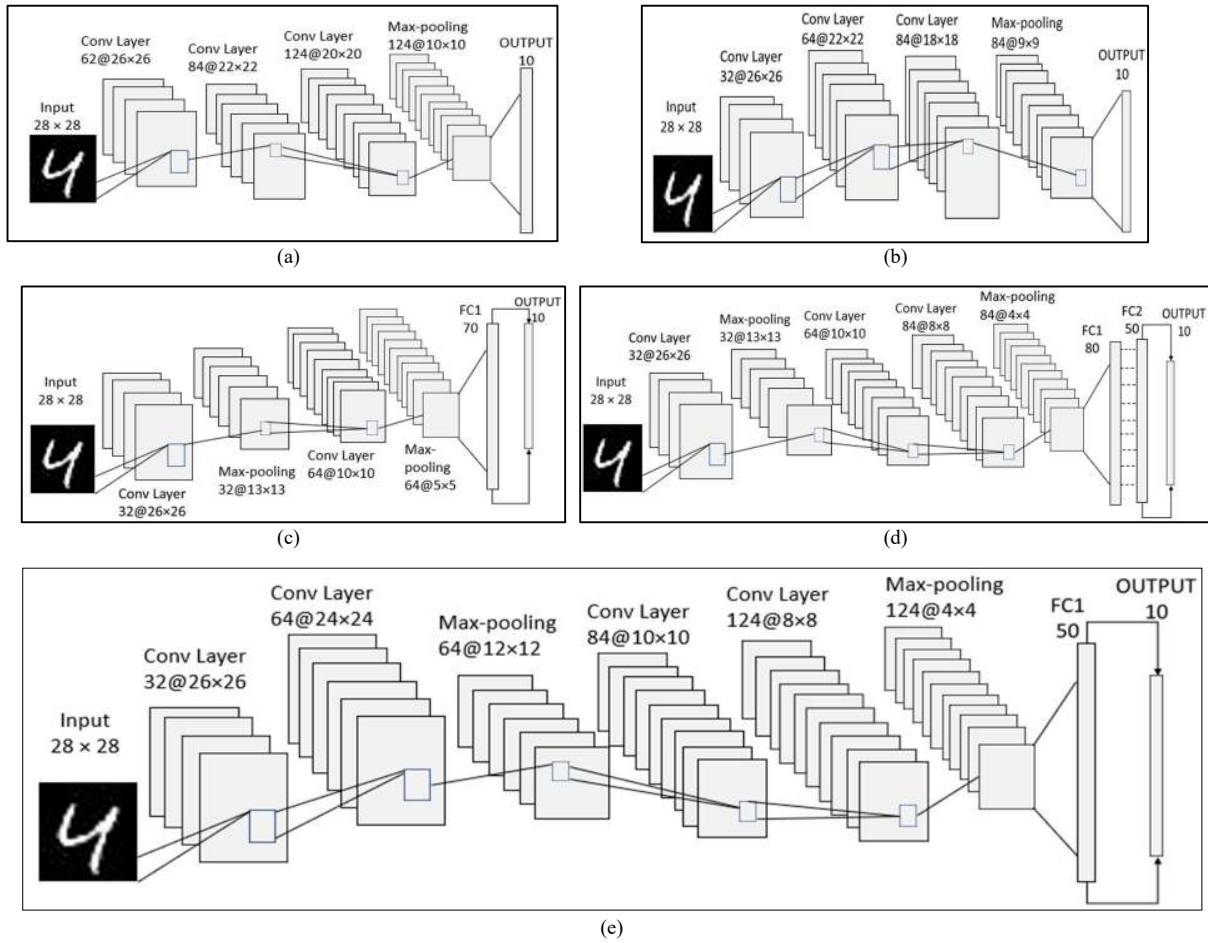 Conv Layer
62@26×26
Conv Layer
84@22×22
Conv Layer
124@20×20
Max-pooling
124@10×10
OUTPUT
10
Input
28 × 28
(a)
Conv Layer
32@26×26
Conv Layer
64@22×22
Conv Layer
84@18×18
Max-pooling
84@9×9
OUTPUT
10
Input
28 × 28
(b)
Input
28 × 28
Conv Layer
32@26×26
Max-pooling
32@13×13
Conv Layer
64@10×10
Max-
pooling
64@5×5
FC1
70
OUTPUT
10
(c)
Input
28 × 28
Conv Layer
32@26×26
Max-pooling
32@13×13
Conv Layer
64@10×10
Conv Layer
84@8×8
Max-pooling
84@4×4
FC1
80
FC2
50
OUTPUT
10
(d)
Input
28 × 28
Conv Layer
32@26×26
Conv Layer
64@24×24
Max-pooling
64@12×12
Conv Layer
84@10×10
Conv Layer
124@8×8
Max-pooling
124@4×4
FC1
50
OUTPUT
10
(e)
4
4
4
4
4